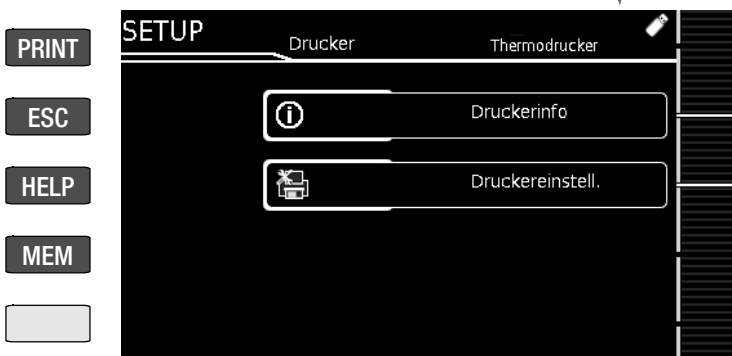 PRINT
ESC
HELP
MEM
SETUP
Drucker
Thermodrucker
Druckerinfo
Druckereinstell.